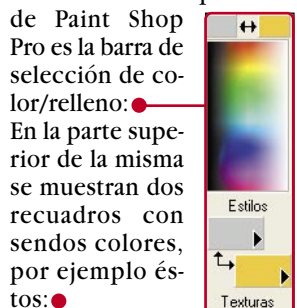 de Paint Shop
Pro es la barra de
selección de co-
lor/relleno:
En la parte supe-
rior de la misma
se muestran dos
recuadros con
sendos colores,
por ejemplo és-
tos:
Estilos
Texturas